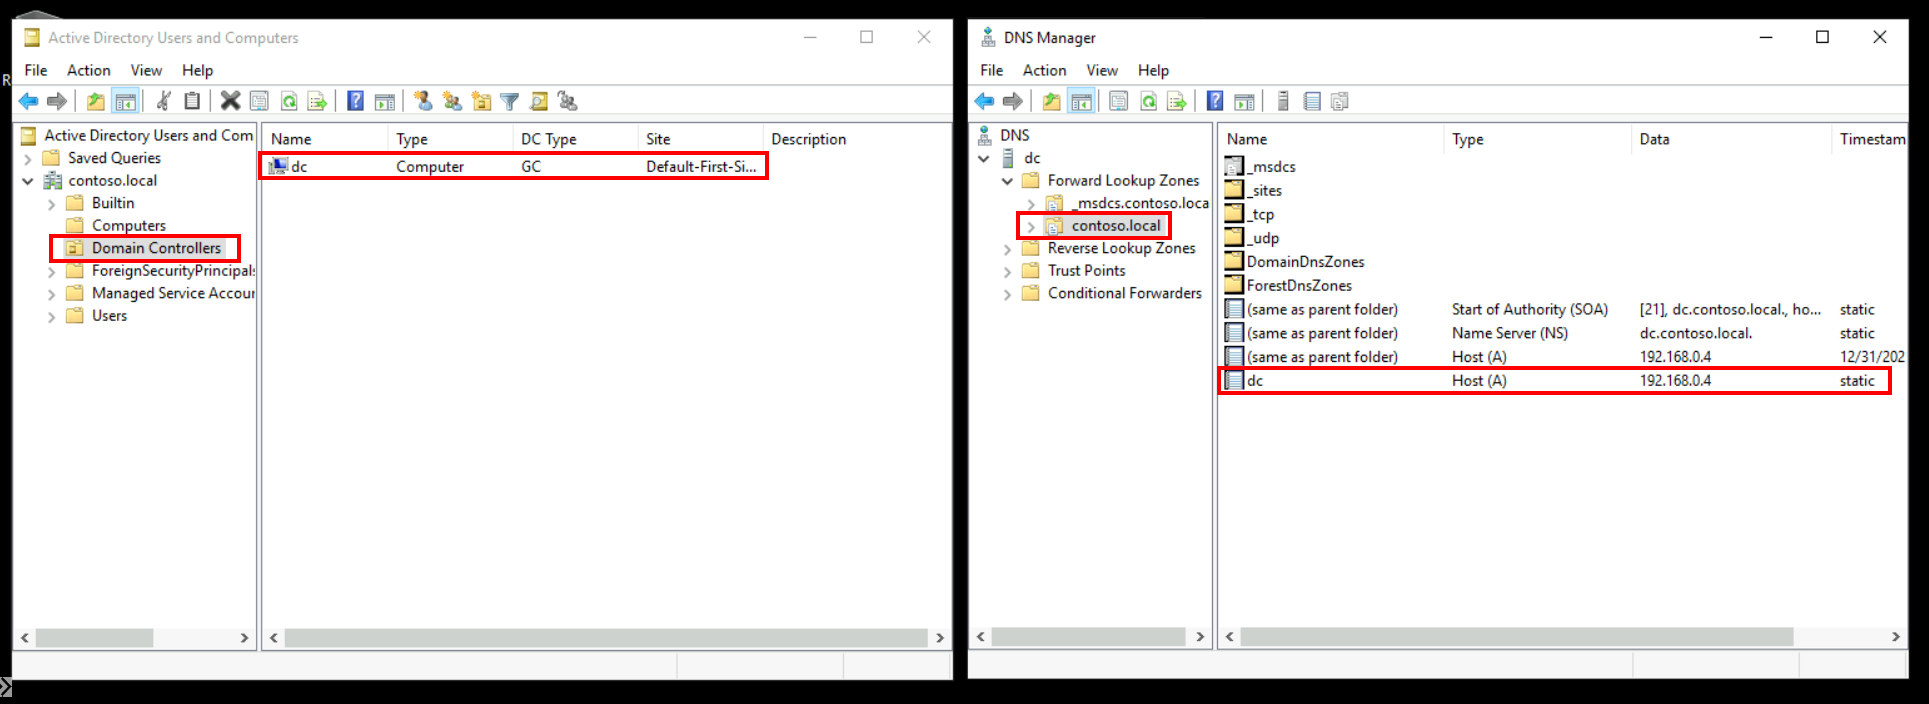 Active Directory Users and Computers
File Action View Help
Active Directory Users and Com
Saved Queries
contoso.local
Builtin
Computers
Domain Controllers
ForeignSecurityPrincipals
Managed Service Accour
Users
Name Type DC Type Site Description
dc Computer GC Default-First-Si...
DNS Manager
File Action View Help
DNS
dc
Forward Lookup Zones
_msdcs.contoso.loca
contoso.local
Reverse Lookup Zones
Trust Points
Conditional Forwarders
Name Type Data Timestam
_msdcs
_sites
_tcp
_udp
DomainDnsZones
ForestDnsZones
(same as parent folder) Start of Authority (SOA) [21], dc.contoso.local., ho... static
(same as parent folder) Name Server (NS) dc.contoso.local. static
(same as parent folder) Host (A) 192.168.0.4 12/31/202
dc Host (A) 192.168.0.4 static
R